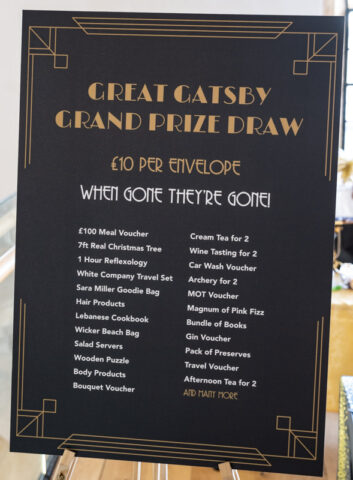 GREAT GATSBY
GRAND PRIZE DRAW
£10 PER ENVELOPE
WHEN GONE THEY'RE GONE!
£100 Meal Voucher
7ft Real Christmas Tree
1 Hour Reflexology
White Company Travel Set
Sara Miller Goodie Bag
Hair Products
Lebanese Cookbook
Wicker Beach Bag
Salad Servers
Wooden Puzzle
Body Products
Bouquet Voucher
Cream Tea for 2
Wine Tasting for 2
Car Wash Voucher
Archery for 2
MOT Voucher
Magnum of Pink Fizz
Bundle of Books
Gin Voucher
Pack of Preserves
Travel Voucher
Afternoon Tea for 2
AND MANY MORE